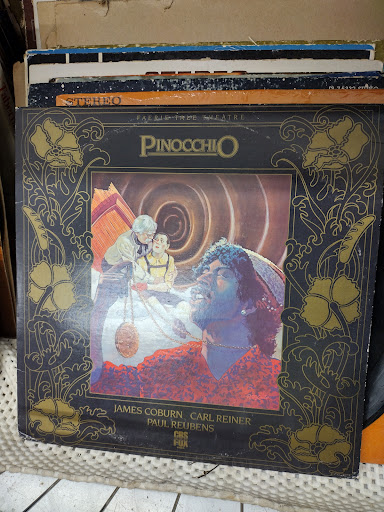 STEREO
FAERIE TALE THEATRE
PINOCCHIO
JAMES COBURN CARL REINER
PAUL REUBENS
CBS
FOX